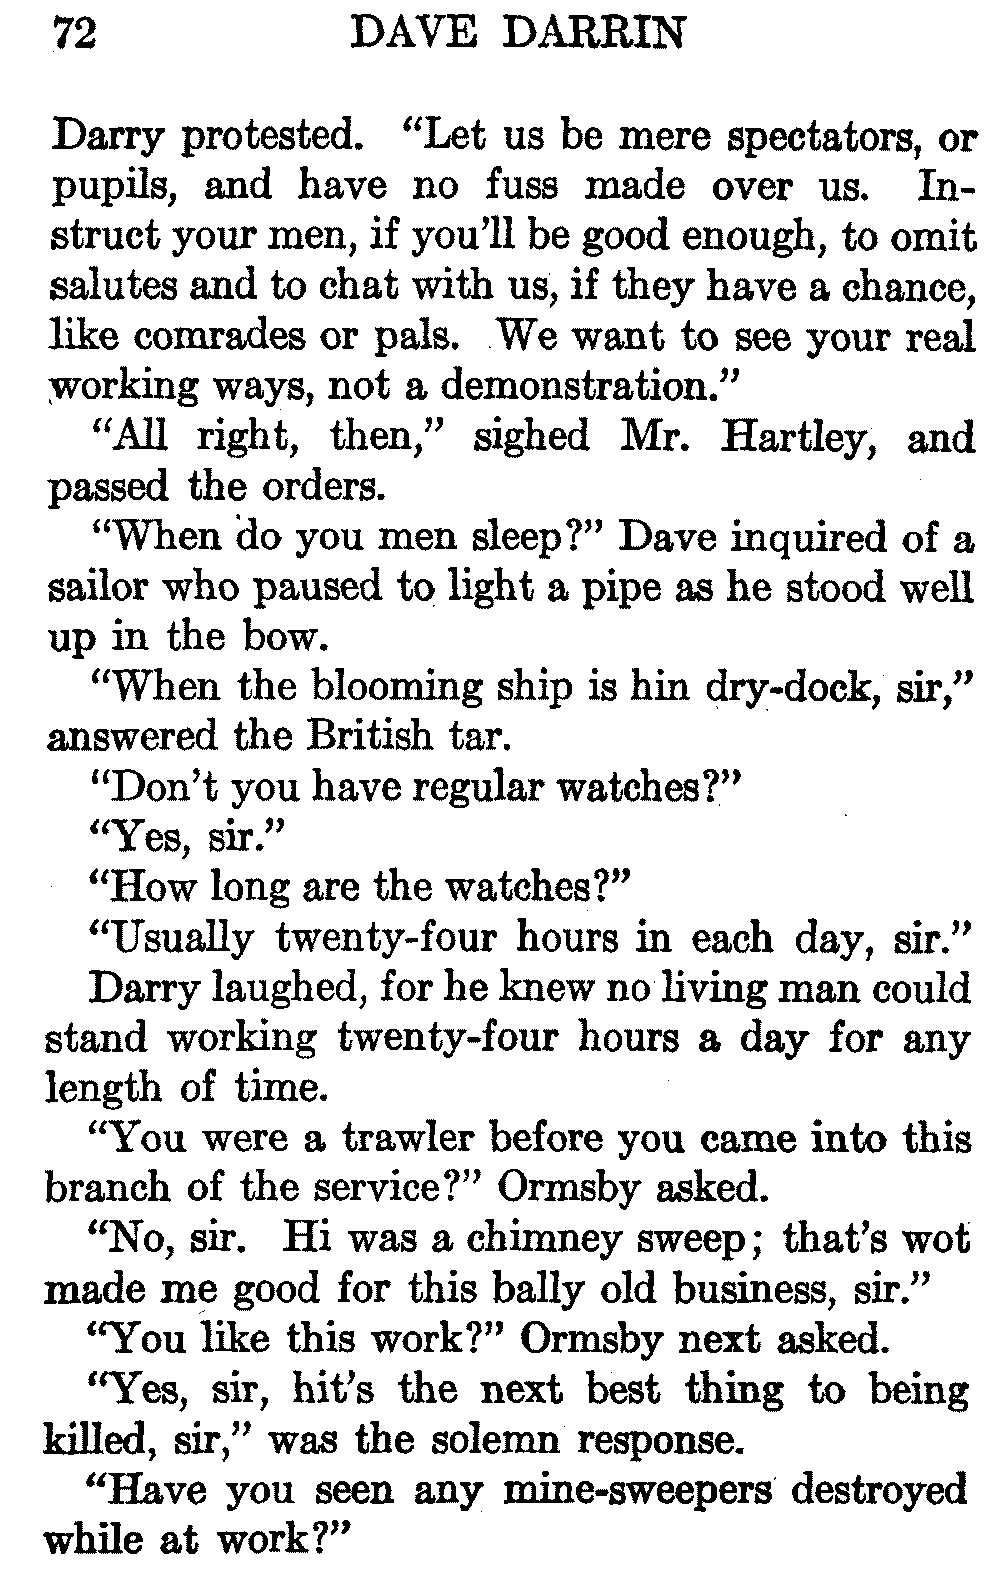 72 DAVE DARRIN
Darry protested. “Let us be mere spectators, or
pupils, and have no fuss made over us. In-
struct your men, if you’ll be good enough, to omit
salutes and to chat with us, if they have a chance,
like comrades or pals. We want to see your real
working ways, not a demonstration.”
“All right, then,” sighed Mr. Hartley, and
passed the orders.
“When do you men sleep?” Dave inquired of a
sailor who paused to light a pipe as he stood well
up in the bow.
“When the blooming ship is hin dry-dock, sir,”
answered the British tar.
“Don’t you have regular watches?”
“Yes, sir.”
“How long are the watches?”
“Usually twenty-four hours in each day, sir.”
Darry laughed, for he knew no living man could
stand working twenty-four hours a day for any
length of time.
“You were a trawler before you came into this
branch of the service?” Ormsby asked.
“No, sir. Hi was a chimney sweep; that’s wot
made me good for this bally old business, sir.”
“You like this work?” Ormsby next asked.
“Yes, sir, hit’s the next best thing to being
killed, sir,” was the solemn response.
“Have you seen any mine-sweepers destroyed
while at work?”